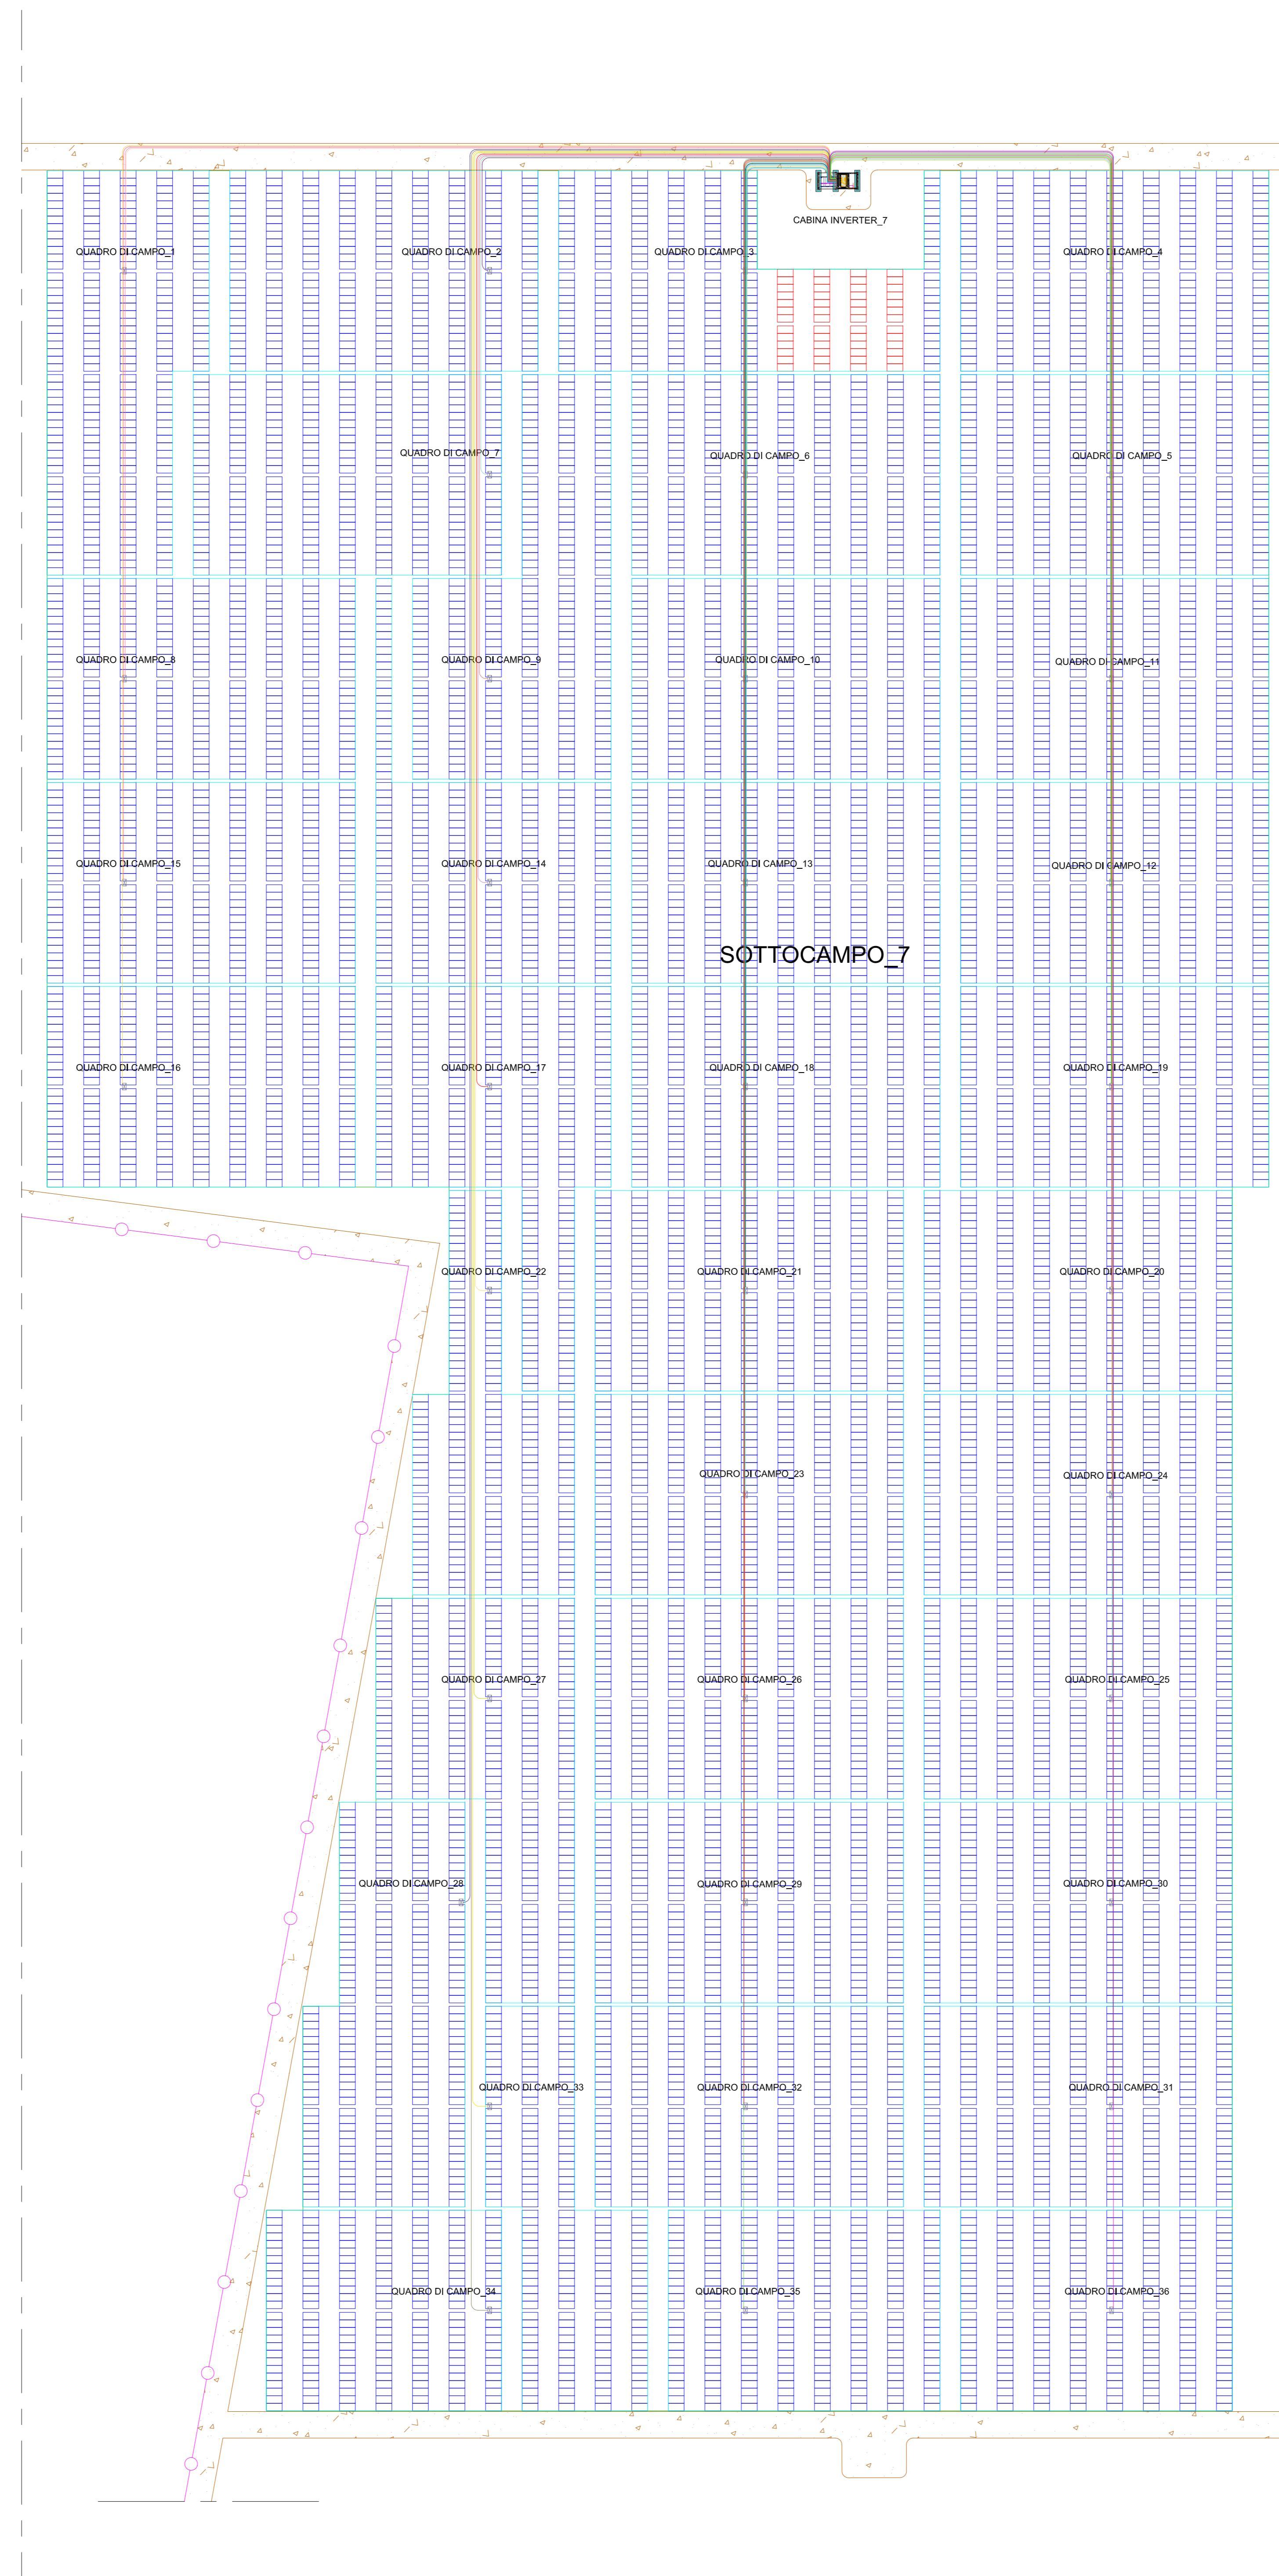 CABINA INVERTER_7
QUADRO DI CAMPO_1
QUADRO DI CAMPO_2
QUADRO DI CAMPO_3
QUADRO DI CAMPO_4
QUADRO DI CAMPO_7
QUADRO DI CAMPO_6
QUADRO DI CAMPO_5
QUADRO DI CAMPO_8
QUADRO DI CAMPO_9
QUADRO DI CAMPO_10
QUADRO DI CAMPO_11
QUADRO DI CAMPO_15
QUADRO DI CAMPO_14
QUADRO DI CAMPO_13
QUADRO DI CAMPO_12
SOTTOCAMPO_7
QUADRO DI CAMPO_16
QUADRO DI CAMPO_17
QUADRO DI CAMPO_18
QUADRO DI CAMPO_19
QUADRO DI CAMPO_22
QUADRO DI CAMPO_21
QUADRO DI CAMPO_20
QUADRO DI CAMPO_23
QUADRO DI CAMPO_24
QUADRO DI CAMPO_27
QUADRO DI CAMPO_26
QUADRO DI CAMPO_25
QUADRO DI CAMPO_28
QUADRO DI CAMPO_29
QUADRO DI CAMPO_30
QUADRO DI CAMPO_33
QUADRO DI CAMPO_32
QUADRO DI CAMPO_31
QUADRO DI CAMPO_34
QUADRO DI CAMPO_35
QUADRO DI CAMPO_36